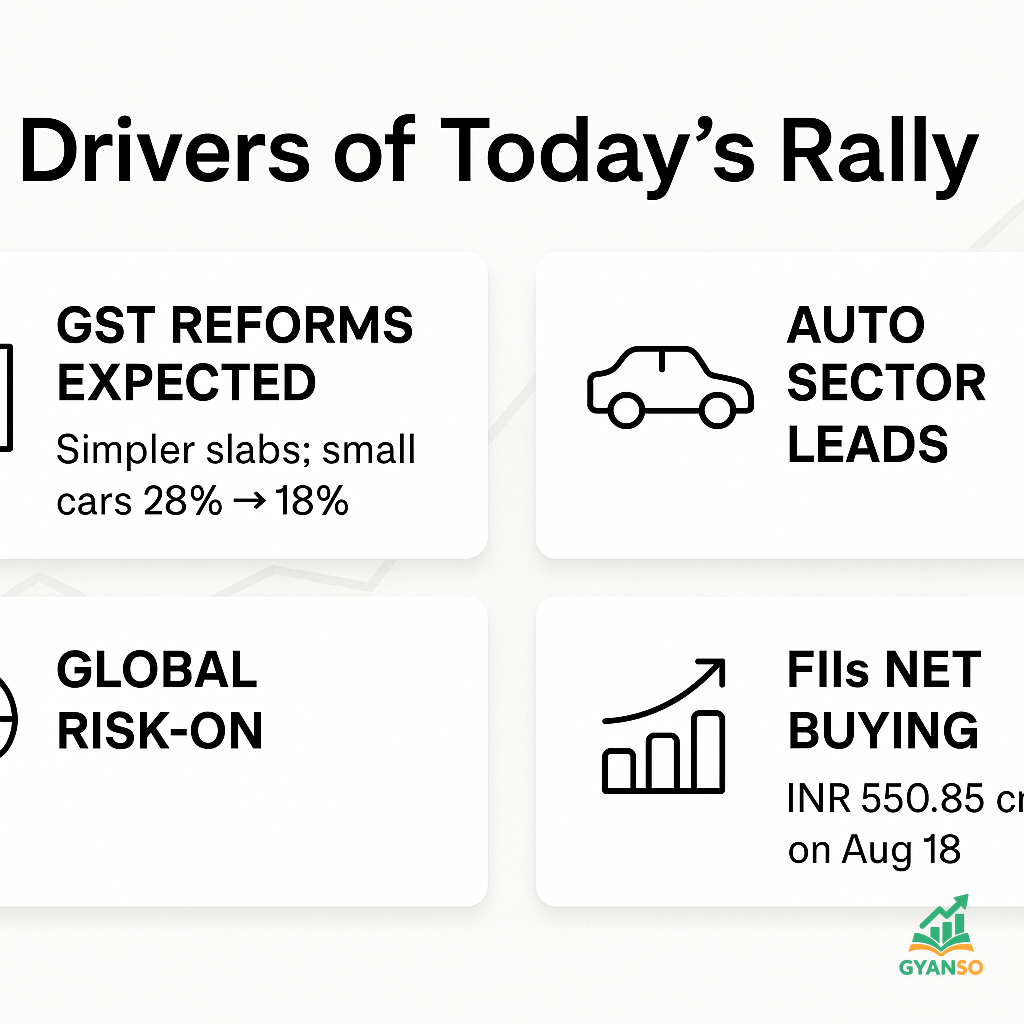 Drivers of Today's Rally
GST REFORMS
EXPECTED
Simpler slabs; small
cars 28% → 18%
AUTO
SECTOR
LEADS
GLOBAL
RISK-ON
FIIs NET
BUYING
INR 550.85 cr
on Aug 18
GYANSO